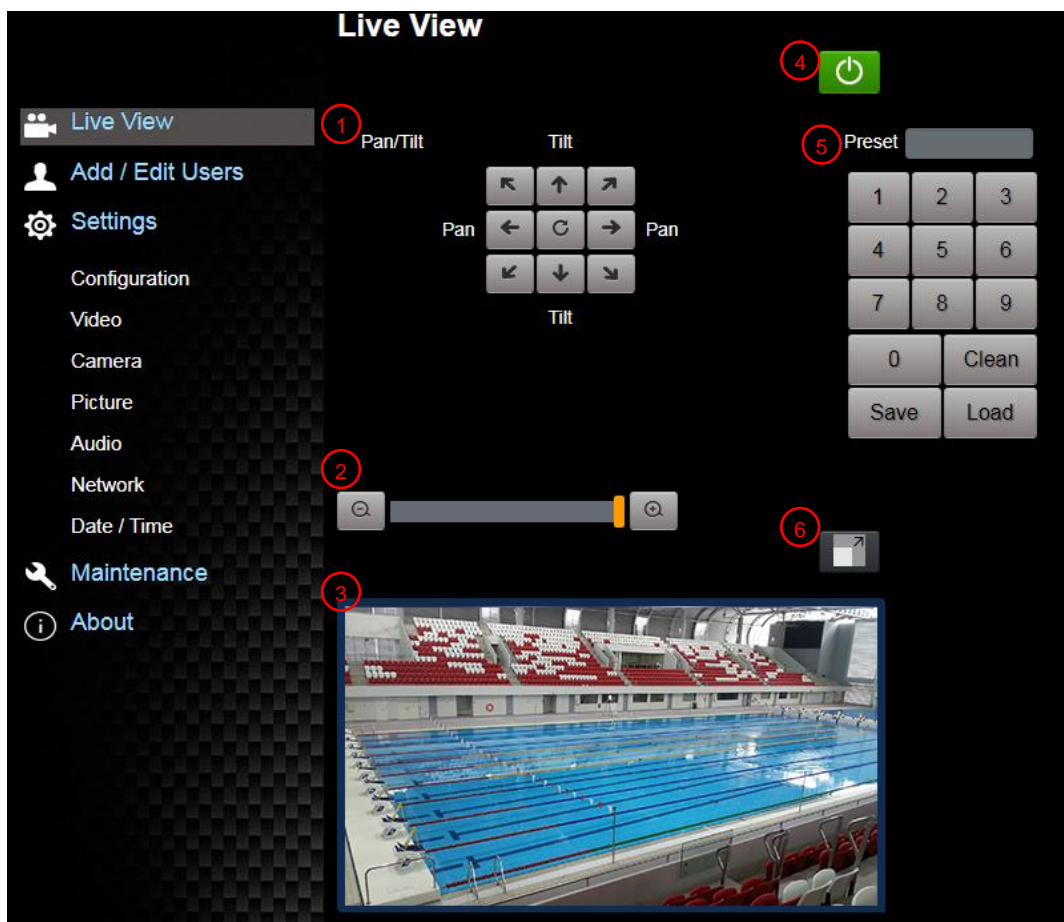 Live View
4
Live View
1
Pan/Tilt
Tilt
5
Preset
Add / Edit Users
1
2
3
Settings
Pan
Pan
4
5
6
Configuration
7
8
9
Video
Tilt
Camera
0
Clean
Picture
Save
Load
Audio
2
Network
Date / Time
6
Maintenance
3
About